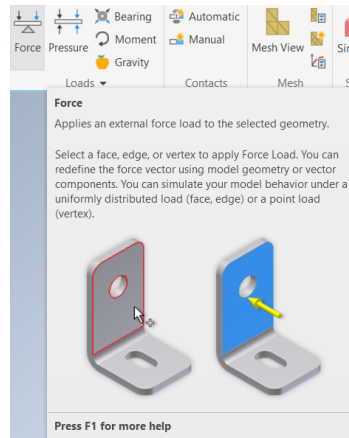 Force
Pressure
Bearing
Moment
Gravity
Loads
Automatic
Manual
Contacts
Mesh View
Mesh
Force
Applies an external force load to the selected geometry.
Select a face, edge, or vertex to apply Force Load. You can
redefine the force vector using model geometry or vector
components. You can simulate your model behavior under a
uniformly distributed load (face, edge) or a point load
(vertex).
Press F1 for more help